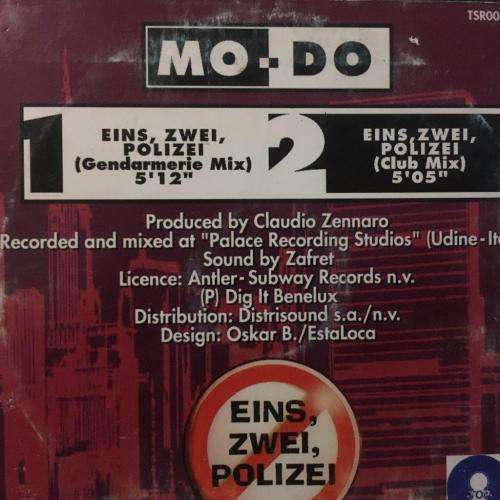 TSR00
MO-DO
1 EINS, ZWEI,
POLIZEI
(Gendarmerie Mix)
5'12"
2 EINS, ZWEI,
POLIZEI
(Club Mix)
5'05"
Produced by Claudio Zennaro
Recorded and mixed at "Palace Recording Studios" (Udine-It
Sound by Zafret
Licence: Antler-Subway Records n.v.
(P) Dig It Benelux
Distribution: Distrisound s.a./n.v.
Design: Oskar B./EstaLoca
EINS,
ZWEI,
POLIZEI